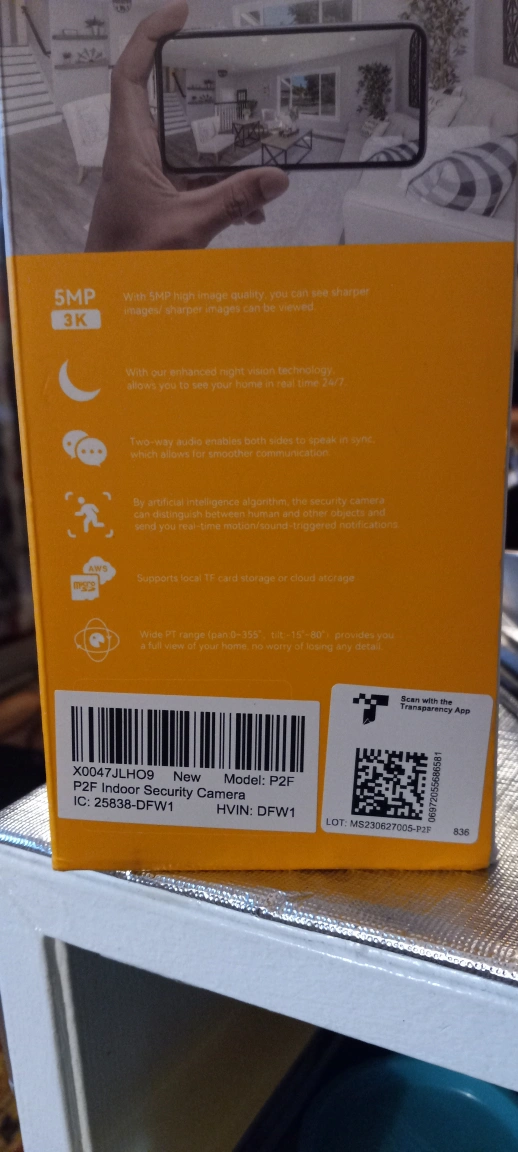 5MP
3K
With 5MP high image quality, you can see sharper
images/ sharper images can be viewed.
With our enhanced night vision technology,
allows you to see your home in real time 24/7.
Two-way audio enables both sides to speak in sync,
which allows for smoother communication
By artificial intelligence algorithm, the security camera
can distinguish between human and other objects and
send you real-time motion/sound-triggered notifications
AWS
micro
Supports local TF card storage or cloud storage
Wide PT range (pan:0~355°, tilt:-15°~80°) provides you
a full view of your home, no worry of losing any detail.
X0047JLHO9 New Model: P2F
P2F Indoor Security Camera
IC: 25838-DFW1 HVIN: DFW1
Scan with the
Transparency App
06972055686581
LOT: MS230627005-P2F 836